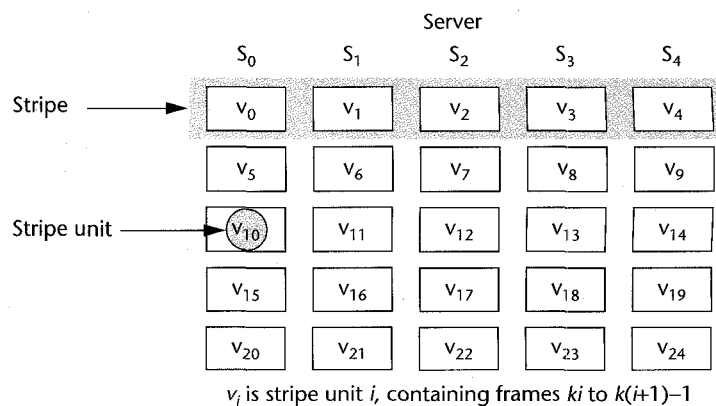 Server
S₀ S₁ S₂ S₃ S₄
Stripe v₀ v₁ v₂ v₃ v₄
v₅ v₆ v₇ v₈ v₉
Stripe unit v₁₀ v₁₁ v₁₂ v₁₃ v₁₄
v₁₅ v₁₆ v₁₇ v₁₈ v₁₉
v₂₀ v₂₁ v₂₂ v₂₃ v₂₄
vᵢ is stripe unit i, containing frames ki to k(i+1)–1